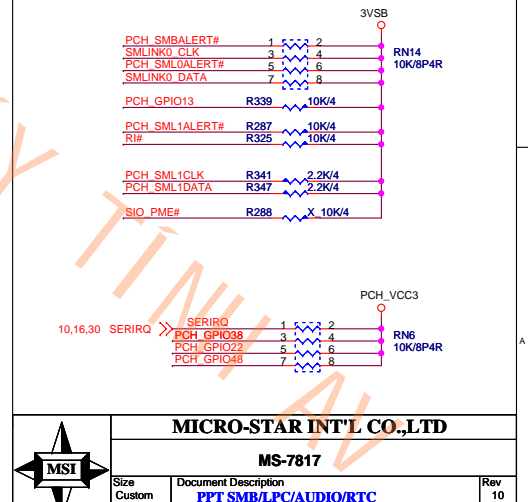 3VSB
PCH_SMBALERT# 1 2
SMLINK0_CLK 3 4 RN14
PCH_SML0ALERT# 5 6 10K/8P4R
SMLINK0_DATA 7 8
PCH_GPIO13 R339 10K/4
PCH_SML1ALERT# R287 10K/4
RI# R325 10K/4
PCH_SML1CLK R341 2.2K/4
PCH_SML1DATA R347 2.2K/4
SIO_PME# R288 X_10K/4
PCH_VCC3
10,16,30 SERIRQ SERIRQ 1 2
PCH_GPIO38 3 4 RN6
PCH_GPIO22 5 6 10K/8P4R
PCH_GPIO48 7 8
A
MICRO-STAR INT'L CO.,LTD
MSI
MS-7817
Size Document Description Rev
Custom PPT SMB/LPC/AUDIO/RTC 10
Y TÍNH AV